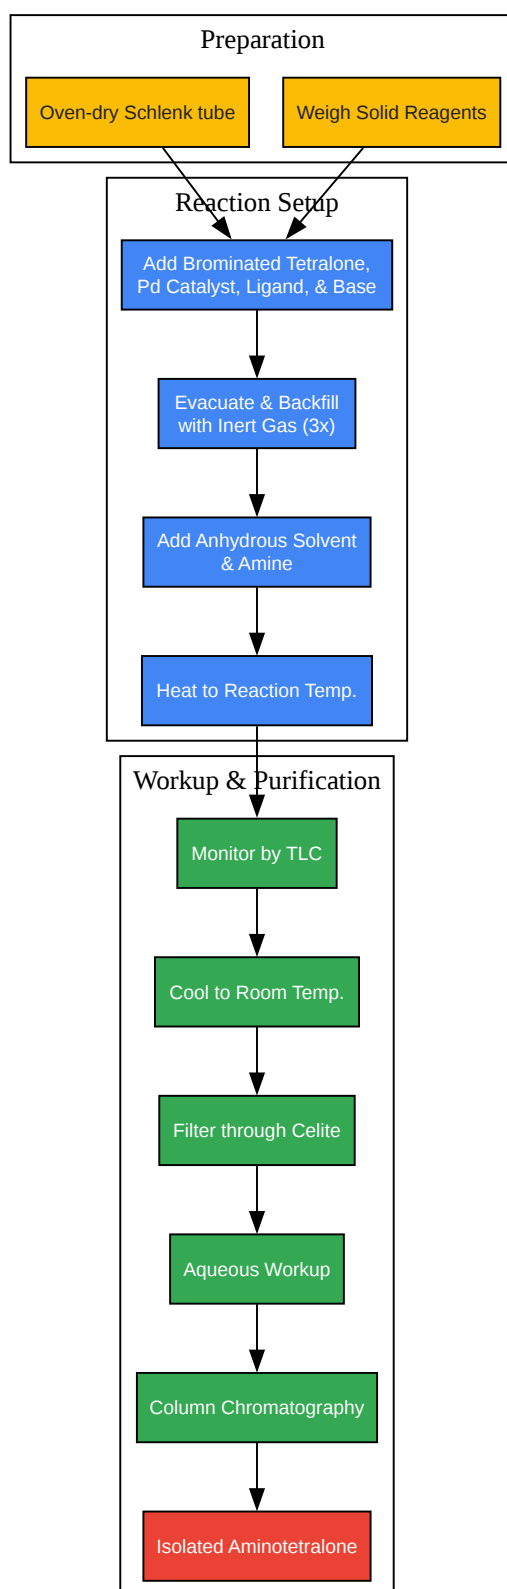 Preparation
Oven-dry Schlenk tube
Weigh Solid Reagents
Reaction Setup
Add Brominated Tetralone,
Pd Catalyst, Ligand, & Base
Evacuate & Backfill
with Inert Gas (3x)
Add Anhydrous Solvent
& Amine
Heat to Reaction Temp.
Workup & Purification
Monitor by TLC
Cool to Room Temp.
Filter through Celite
Aqueous Workup
Column Chromatography
Isolated Aminotetralone